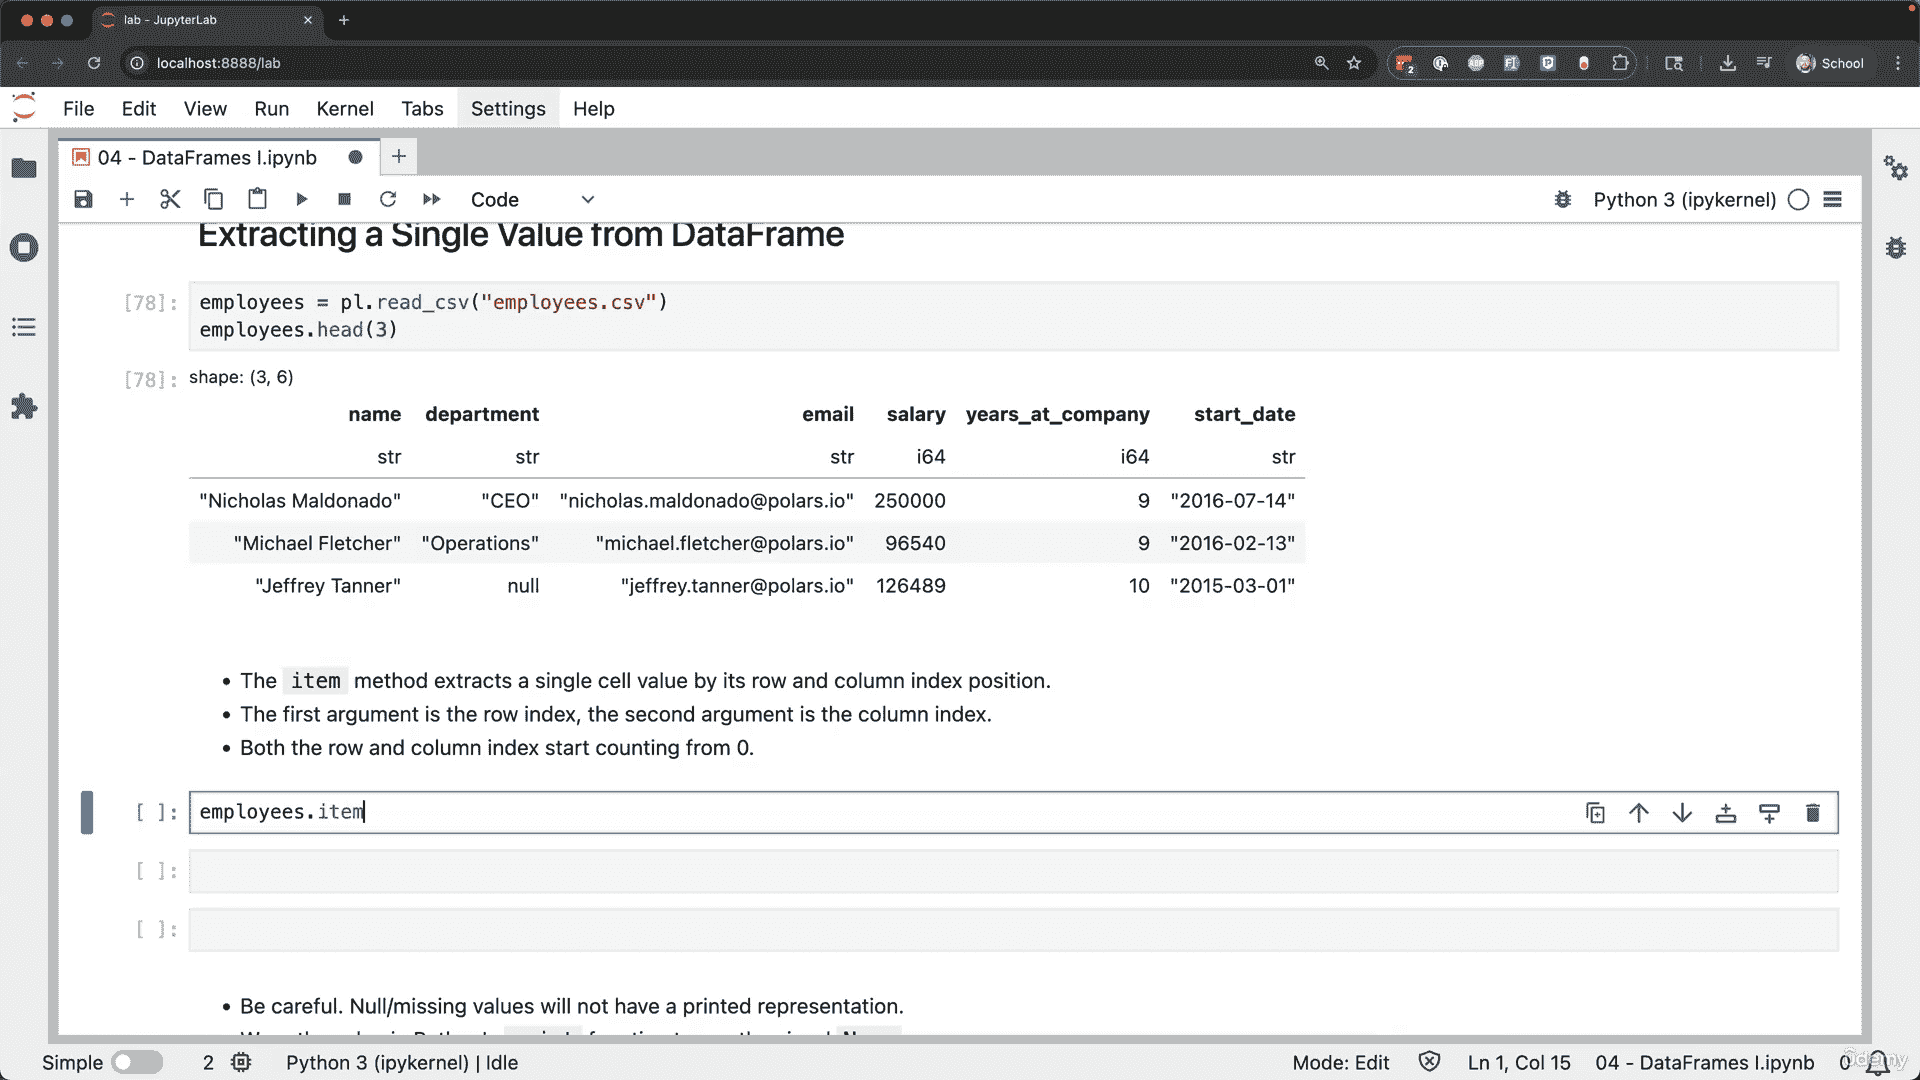 lab - JupyterLab
localhost:8888/lab
2
School
File Edit View Run Kernel Tabs Settings Help
04 - DataFrames I.ipynb
Code
Python 3 (ipykernel)
Extracting a Single Value from DataFrame
[78]: employees = pl.read_csv("employees.csv")
employees.head(3)
[78]: shape: (3, 6)
name department email salary years_at_company start_date
str str str i64 i64 str
"Nicholas Maldonado" "CEO" "nicholas.maldonado@polars.io" 250000 9 "2016-07-14"
"Michael Fletcher" "Operations" "michael.fletcher@polars.io" 96540 9 "2016-02-13"
"Jeffrey Tanner" null "jeffrey.tanner@polars.io" 126489 10 "2015-03-01"
• The item method extracts a single cell value by its row and column index position.
• The first argument is the row index, the second argument is the column index.
• Both the row and column index start counting from 0.
[ ]: employees.item
[ ]:
[ ]:
• Be careful. Null/missing values will not have a printed representation.
Simple 2 Python 3 (ipykernel) | Idle Mode: Edit Ln 1, Col 15 04 - DataFrames I.ipynb 0
udemy